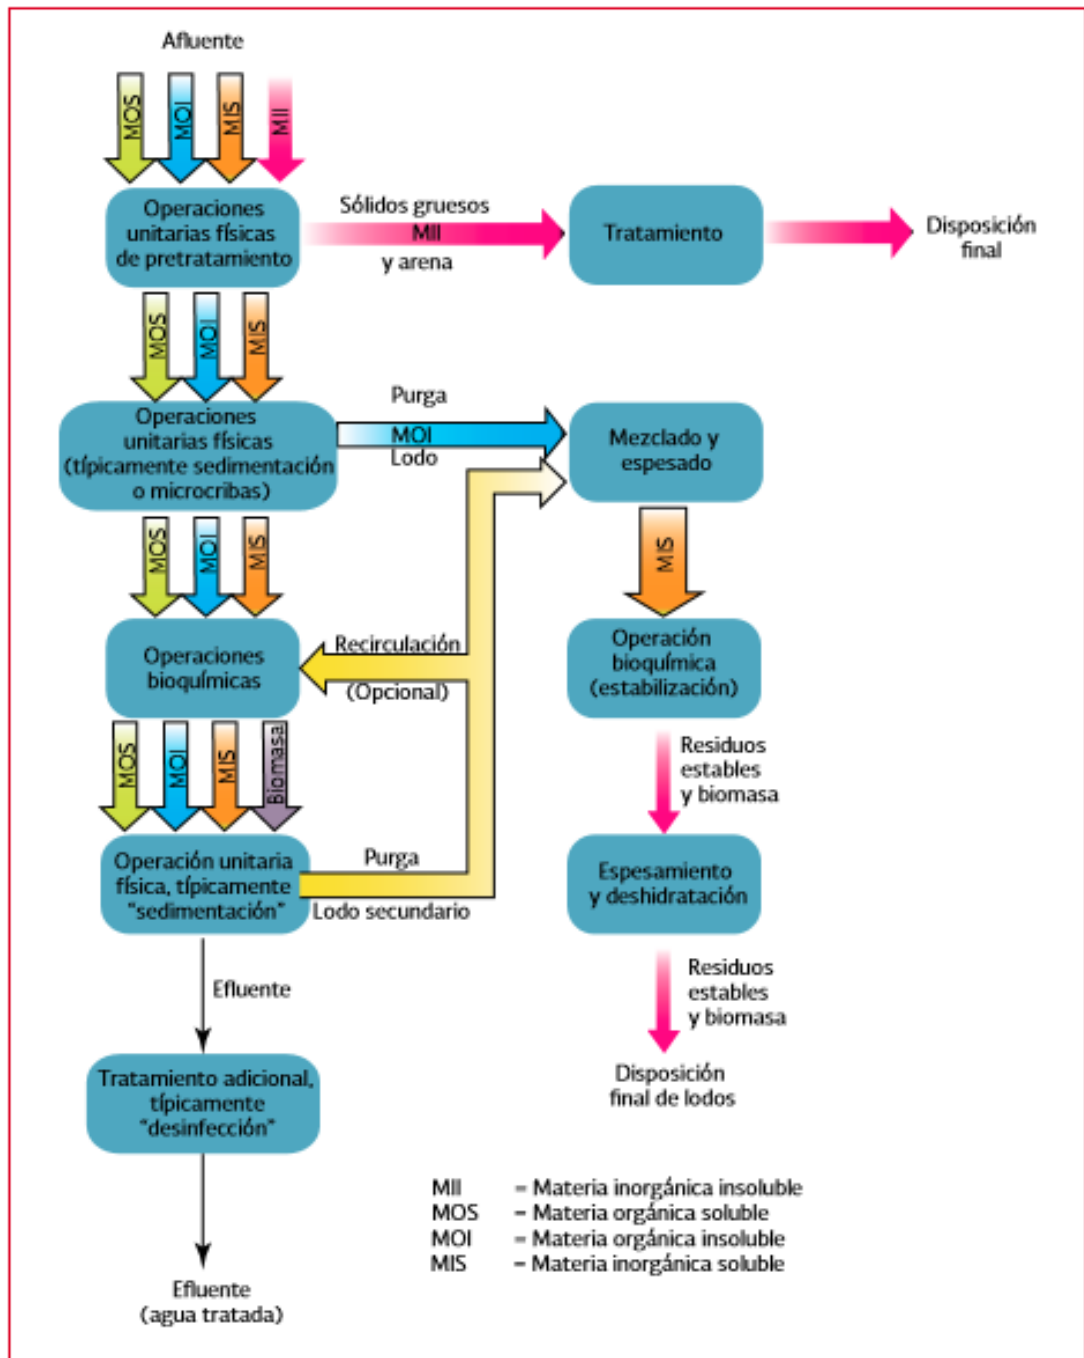 Afluente
MOS
MOI
MIS
MII
Operaciones
unitarias físicas
de pretratamiento
Sólidos gruesos
MII
y arena
Tratamiento
Disposición
final
MOS
MOI
MIS
Operaciones
unitarias físicas
(típicamente sedimentación
o microcribas)
Purga
MOI
Lodo
Mezclado y
espesado
MOS
MOI
MIS
MIS
Operaciones
bioquímicas
Recirculación
(Opcional)
Operación
bioquímica
(estabilización)
MOS
MOI
MIS
Biomasa
Residuos
estables
y biomasa
Operación unitaria
física, típicamente
"sedimentación"
Purga
Lodo secundario
Espesamiento
y deshidratación
Efluente
Residuos
estables
y biomasa
Tratamiento adicional,
típicamente
"desinfección"
Disposición
final de lodos
MII = Materia inorgánica insoluble
MOS = Materia orgánica soluble
MOI = Materia orgánica insoluble
MIS = Materia inorgánica soluble
Efluente
(agua tratada)